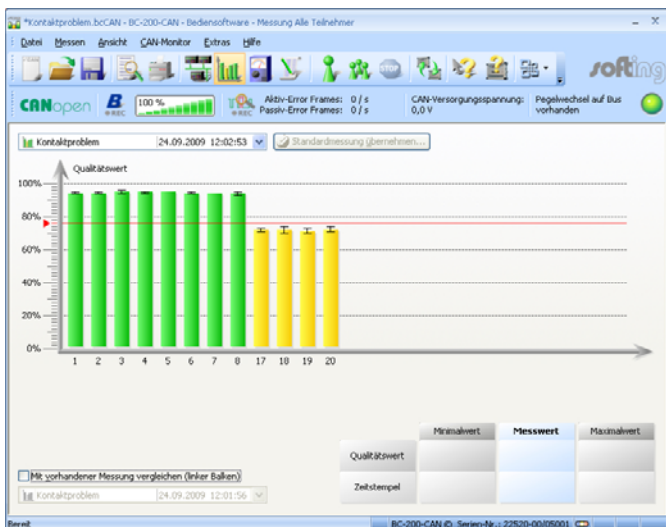 *Kontaktproblem.bcCAN - BC-200-CAN - Bediensoftware - Messung Alle Teilnehmer
Datei Messen Ansicht CAN-Monitor Extras Hilfe
softing
CANopen
B
REC
100 %
REC
Aktiv-Error Frames: 0 / s
Passiv-Error Frames: 0 / s
CAN-Versorgungsspannung:
0,0 V
Pegelwechsel auf Bus
vorhanden
Kontaktproblem 24.09.2009 12:02:53
Standardmessung übernehmen...
Qualitätswert
100%
80%
60%
40%
20%
0%
1 2 3 4 5 6 7 8 17 18 19 20
Minimalwert Messwert Maximalwert
Qualitätswert
Zeitstempel
Mit vorhandener Messung vergleichen (linker Balken)
Kontaktproblem 24.09.2009 12:01:56
Bereit
BC-200-CAN ID Serien-Nr.: 22520-00/05001